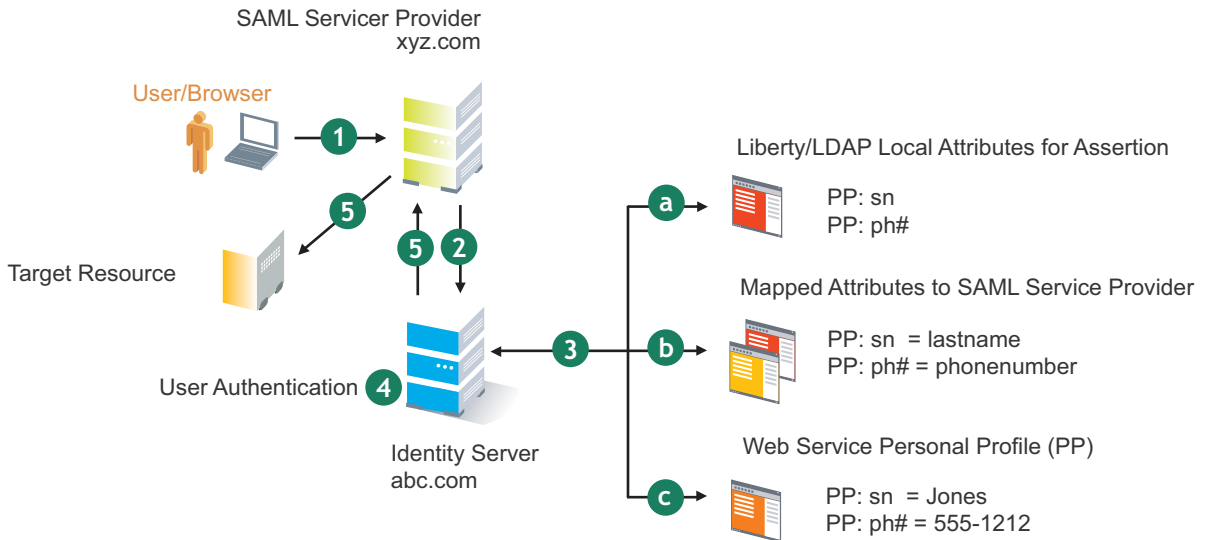 SAML Servicer Provider
xyz.com
User/Browser
1
5
5
2
Target Resource
3
User Authentication
4
Identity Server
abc.com
Liberty/LDAP Local Attributes for Assertion
a
PP: sn
PP: ph#
Mapped Attributes to SAML Service Provider
b
PP: sn = lastname
PP: ph# = phonenumber
Web Service Personal Profile (PP)
c
PP: sn = Jones
PP: ph# = 555-1212